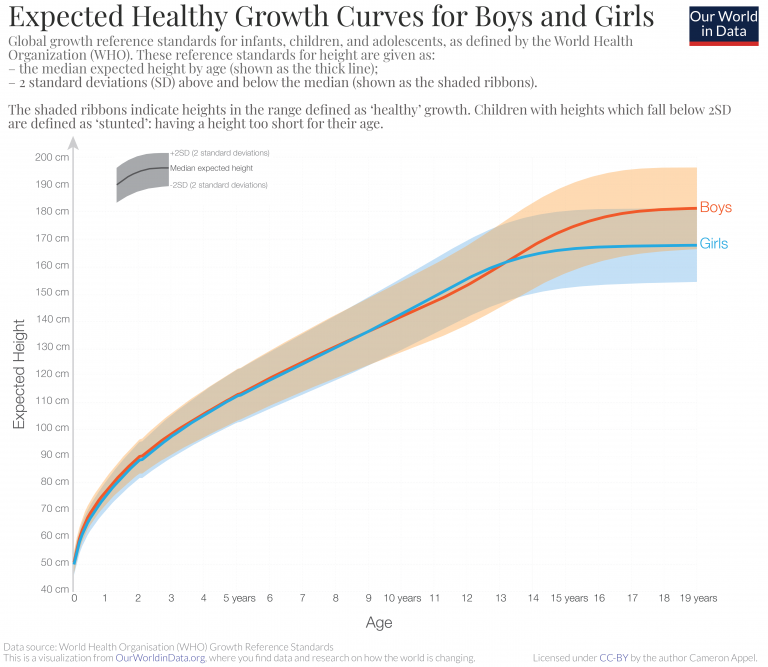 Expected Healthy Growth Curves for Boys and Girls
Our World
in Data
Global growth reference standards for infants, children, and adolescents, as defined by the World Health
Organization (WHO). These reference standards for height are given as:
– the median expected height by age (shown as the thick line);
– 2 standard deviations (SD) above and below the median (shown as the shaded ribbons).
The shaded ribbons indicate heights in the range defined as ‘healthy’ growth. Children with heights which fall below 2SD
are defined as ‘stunted’: having a height too short for their age.
+2SD (2 standard deviations)
Median expected height
-2SD (2 standard deviations)
200 cm
190 cm
180 cm
170 cm
160 cm
150 cm
140 cm
130 cm
120 cm
110 cm
100 cm
90 cm
80 cm
70 cm
60 cm
50 cm
40 cm
Expected Height
Boys
Girls
0 1 2 3 4 5 years 6 7 8 9 10 years 11 12 13 14 15 years 16 17 18 19 years
Age
Data source: World Health Organisation (WHO) Growth Reference Standards
This is a visualization from OurWorldinData.org, where you find data and research on how the world is changing.
Licensed under CC-BY by the author Cameron Appel.